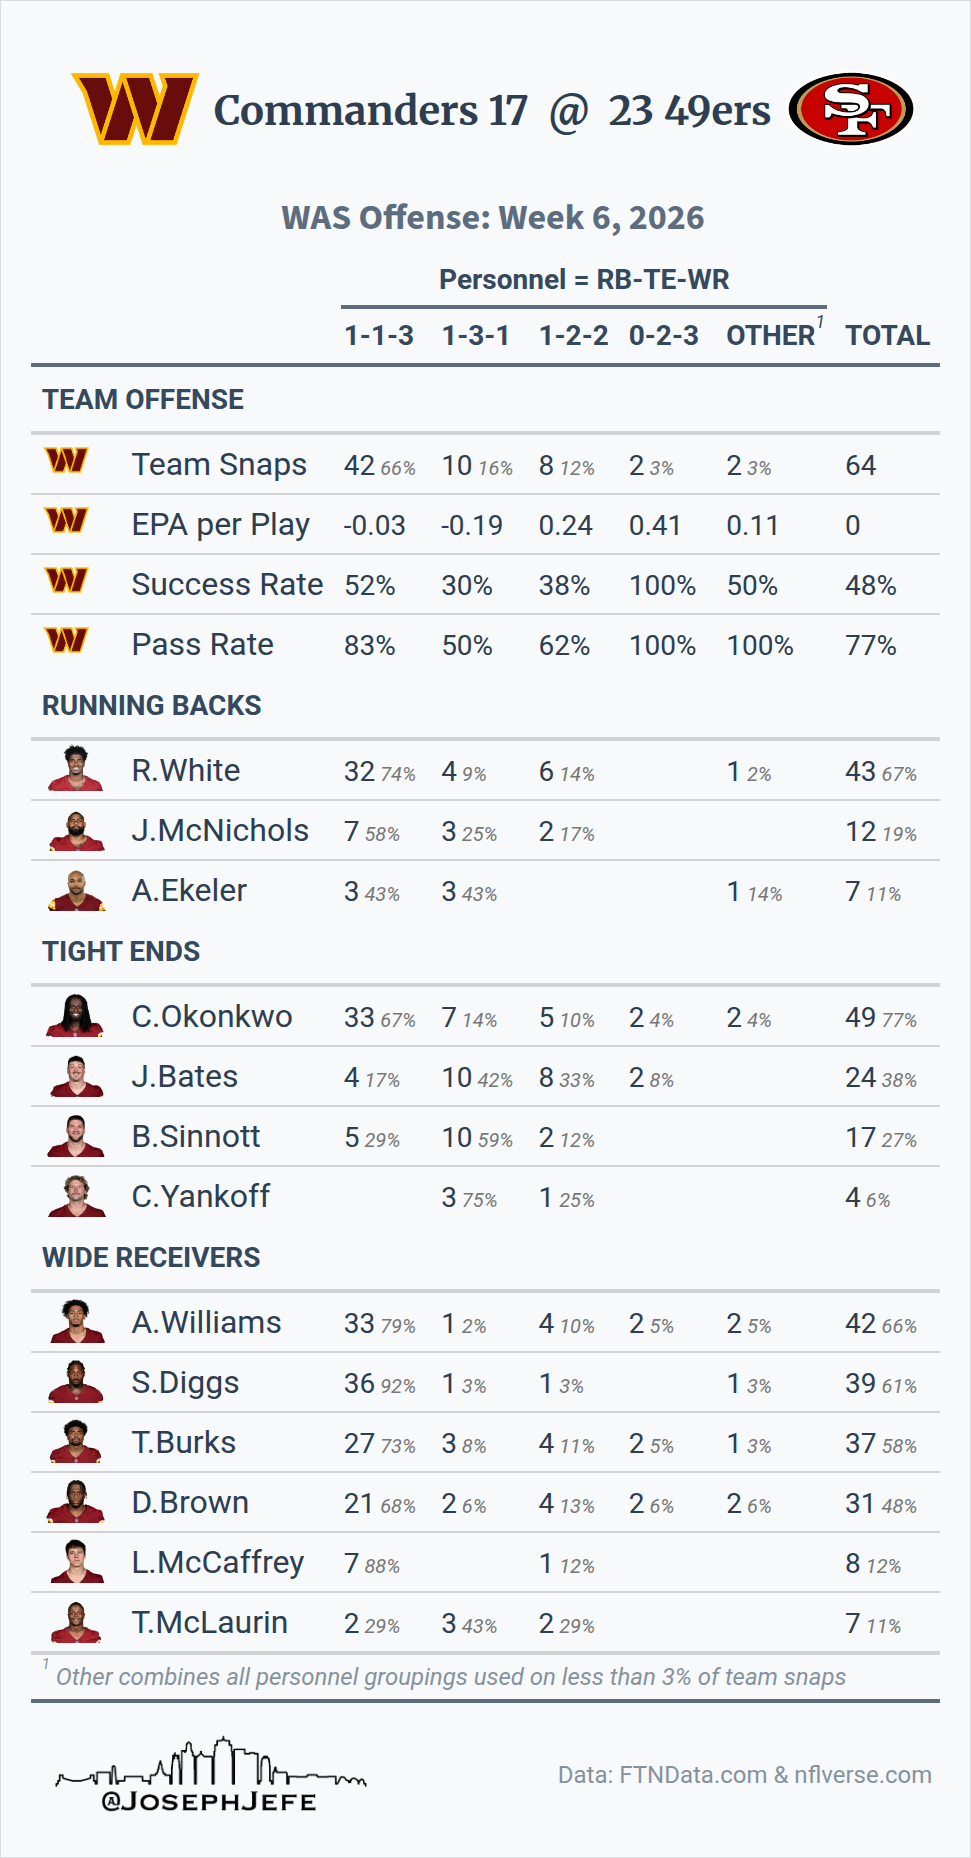 Commanders 17 @ 23 49ers
WAS Offense: Week 6, 2026
Personnel = RB-TE-WR
1-1-3 1-3-1 1-2-2 0-2-3 OTHER1 TOTAL
TEAM OFFENSE
Team Snaps 42 66% 10 16% 8 12% 2 3% 2 3% 64
EPA per Play -0.03 -0.19 0.24 0.41 0.11 0
Success Rate 52% 30% 38% 100% 50% 48%
Pass Rate 83% 50% 62% 100% 100% 77%
RUNNING BACKS
R.White 32 74% 4 9% 6 14% 1 2% 43 67%
J.McNichols 7 58% 3 25% 2 17% 12 19%
A.Ekeler 3 43% 3 43% 1 14% 7 11%
TIGHT ENDS
C.Okonkwo 33 67% 7 14% 5 10% 2 4% 2 4% 49 77%
J.Bates 4 17% 10 42% 8 33% 2 8% 24 38%
B.Sinnott 5 29% 10 59% 2 12% 17 27%
C.Yankoff 3 75% 1 25% 4 6%
WIDE RECEIVERS
A.Williams 33 79% 1 2% 4 10% 2 5% 2 5% 42 66%
S.Diggs 36 92% 1 3% 1 3% 1 3% 39 61%
T.Burks 27 73% 3 8% 4 11% 2 5% 1 3% 37 58%
D.Brown 21 68% 2 6% 4 13% 2 6% 2 6% 31 48%
L.McCaffrey 7 88% 1 12% 8 12%
T.McLaurin 2 29% 3 43% 2 29% 7 11%
1 Other combines all personnel groupings used on less than 3% of team snaps
@JosephJefe
Data: FTNData.com & nflverse.com